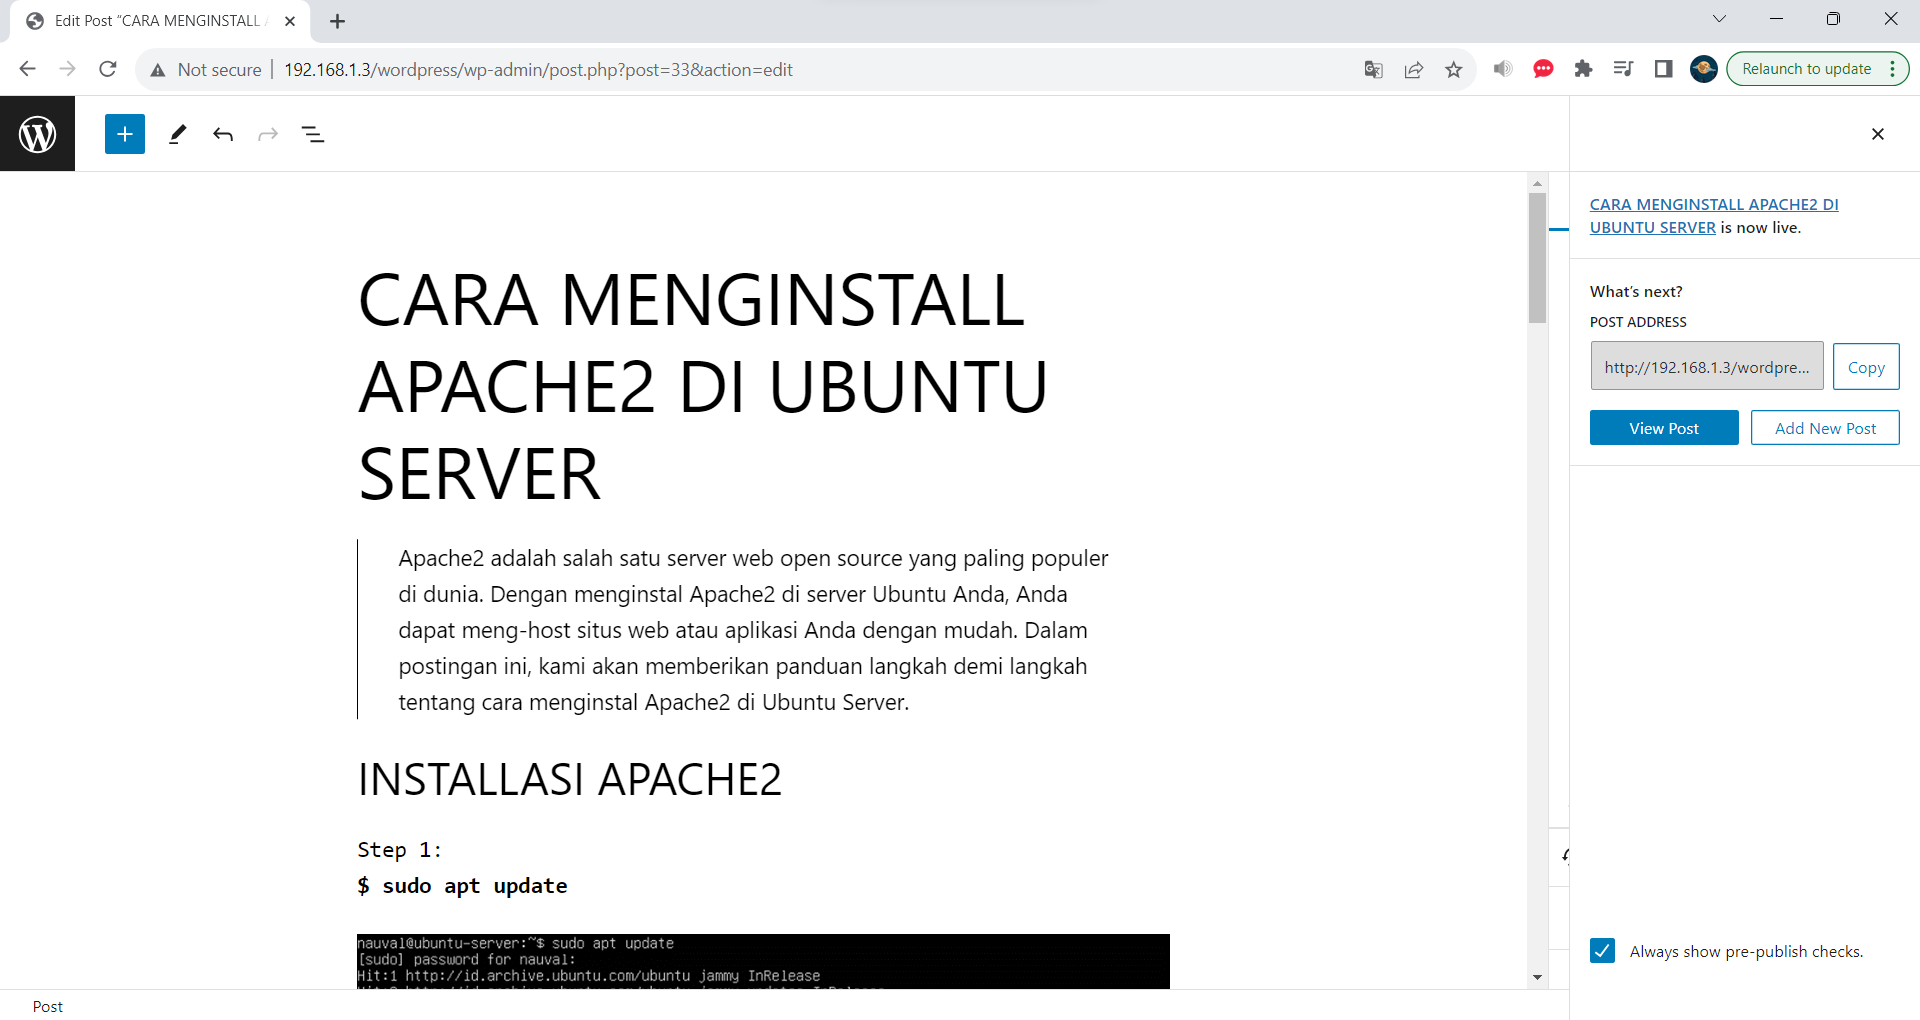 Edit Post “CARA MENGINSTALL
Not secure
192.168.1.3/wordpress/wp-admin/post.php?post=33&action=edit
Relaunch to update
CARA MENGINSTALL
APACHE2 DI UBUNTU
SERVER
Apache2 adalah salah satu server web open source yang paling populer
di dunia. Dengan menginstal Apache2 di server Ubuntu Anda, Anda
dapat meng-host situs web atau aplikasi Anda dengan mudah. Dalam
postingan ini, kami akan memberikan panduan langkah demi langkah
tentang cara menginstal Apache2 di Ubuntu Server.
INSTALLASI APACHE2
Step 1:
$ sudo apt update
nauval@ubuntu-server:~$ sudo apt update
[sudo] password for nauval:
Hit:1 http://id.archive.ubuntu.com/ubuntu jammy InRelease
Post
CARA MENGINSTALL APACHE2 DI
UBUNTU SERVER is now live.
What’s next?
POST ADDRESS
http://192.168.1.3/wordpre...
Copy
View Post
Add New Post
Always show pre-publish checks.